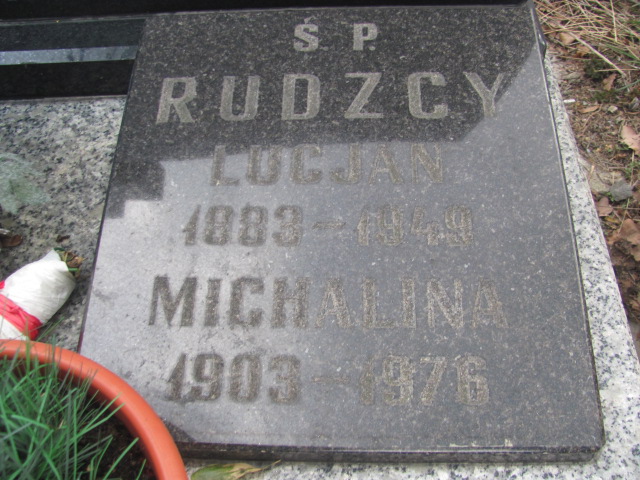 Ś.P.
RUDZCY
LUCJAN
1883-1949
MICHALINA
1903-1976